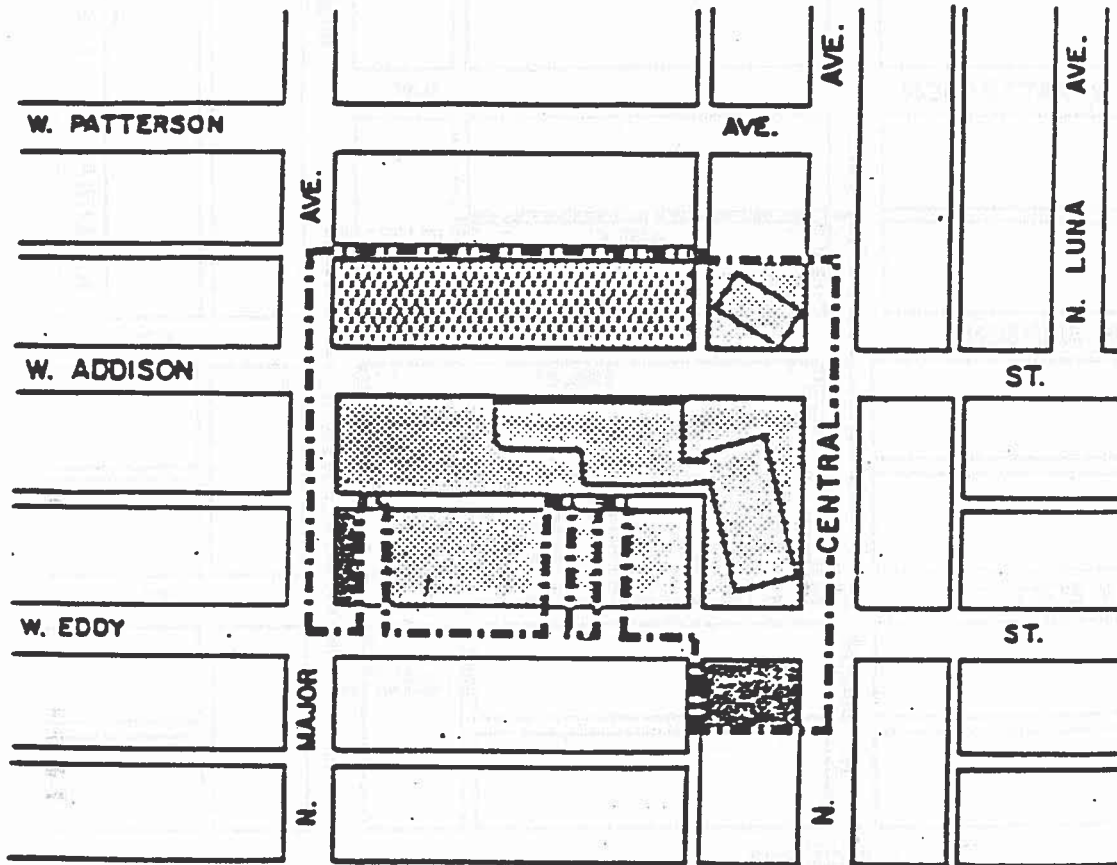 AVE.
AVE.
W. PATTERSON
AVE.
AVE.
N. LUNA
W. ADDISON
ST.
CENTRAL
W. EDDY
ST.
MAJOR
N.
N.